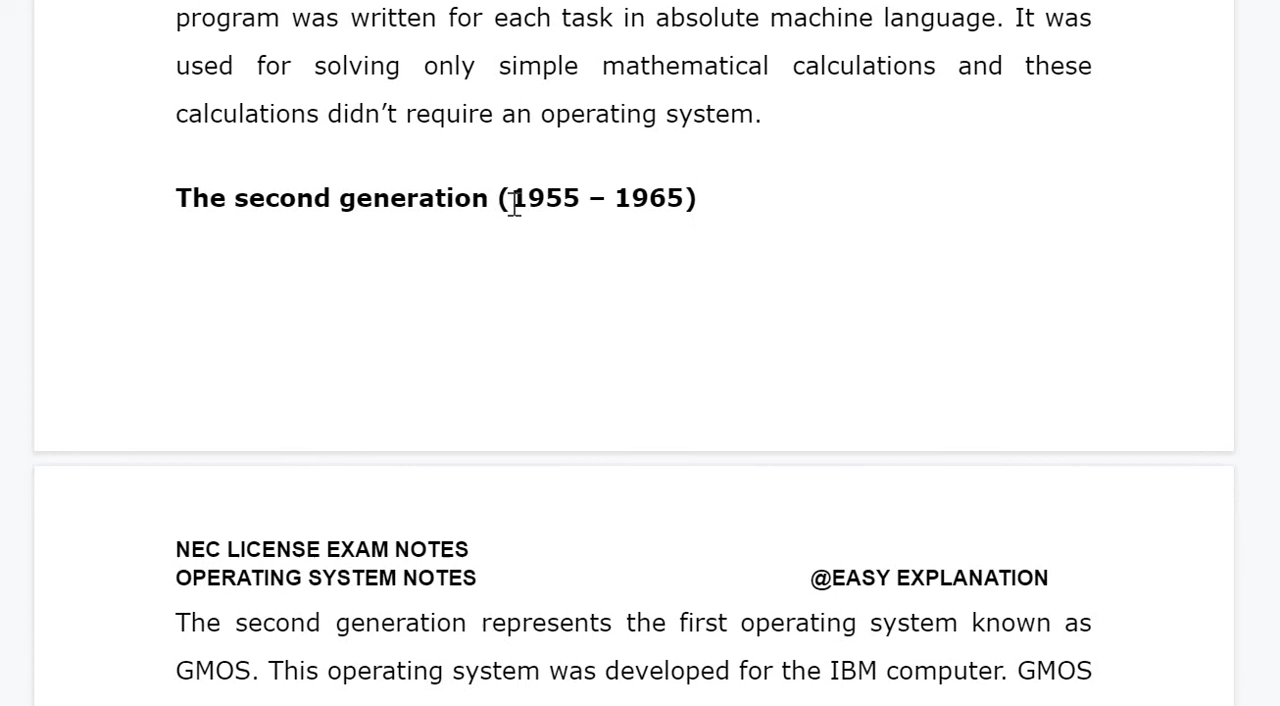 program was written for each task in absolute machine language. It was
used for solving only simple mathematical calculations and these
calculations didn’t require an operating system.
The second generation (1955 – 1965)
NEC LICENSE EXAM NOTES
OPERATING SYSTEM NOTES @EASY EXPLANATION
The second generation represents the first operating system known as
GMOS. This operating system was developed for the IBM computer. GMOS